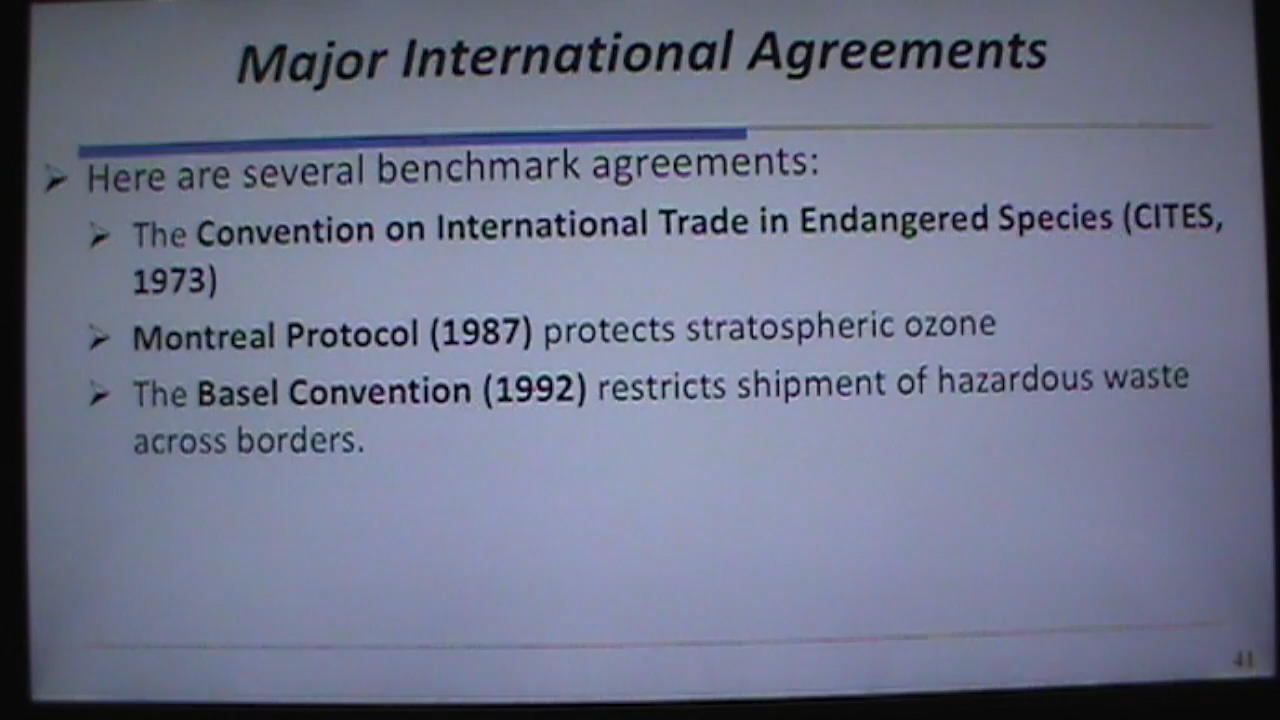 Major International Agreements
Here are several benchmark agreements:
The Convention on International Trade in Endangered Species (CITES,
1973)
Montreal Protocol (1987) protects stratospheric ozone
The Basel Convention (1992) restricts shipment of hazardous waste
across borders.
41